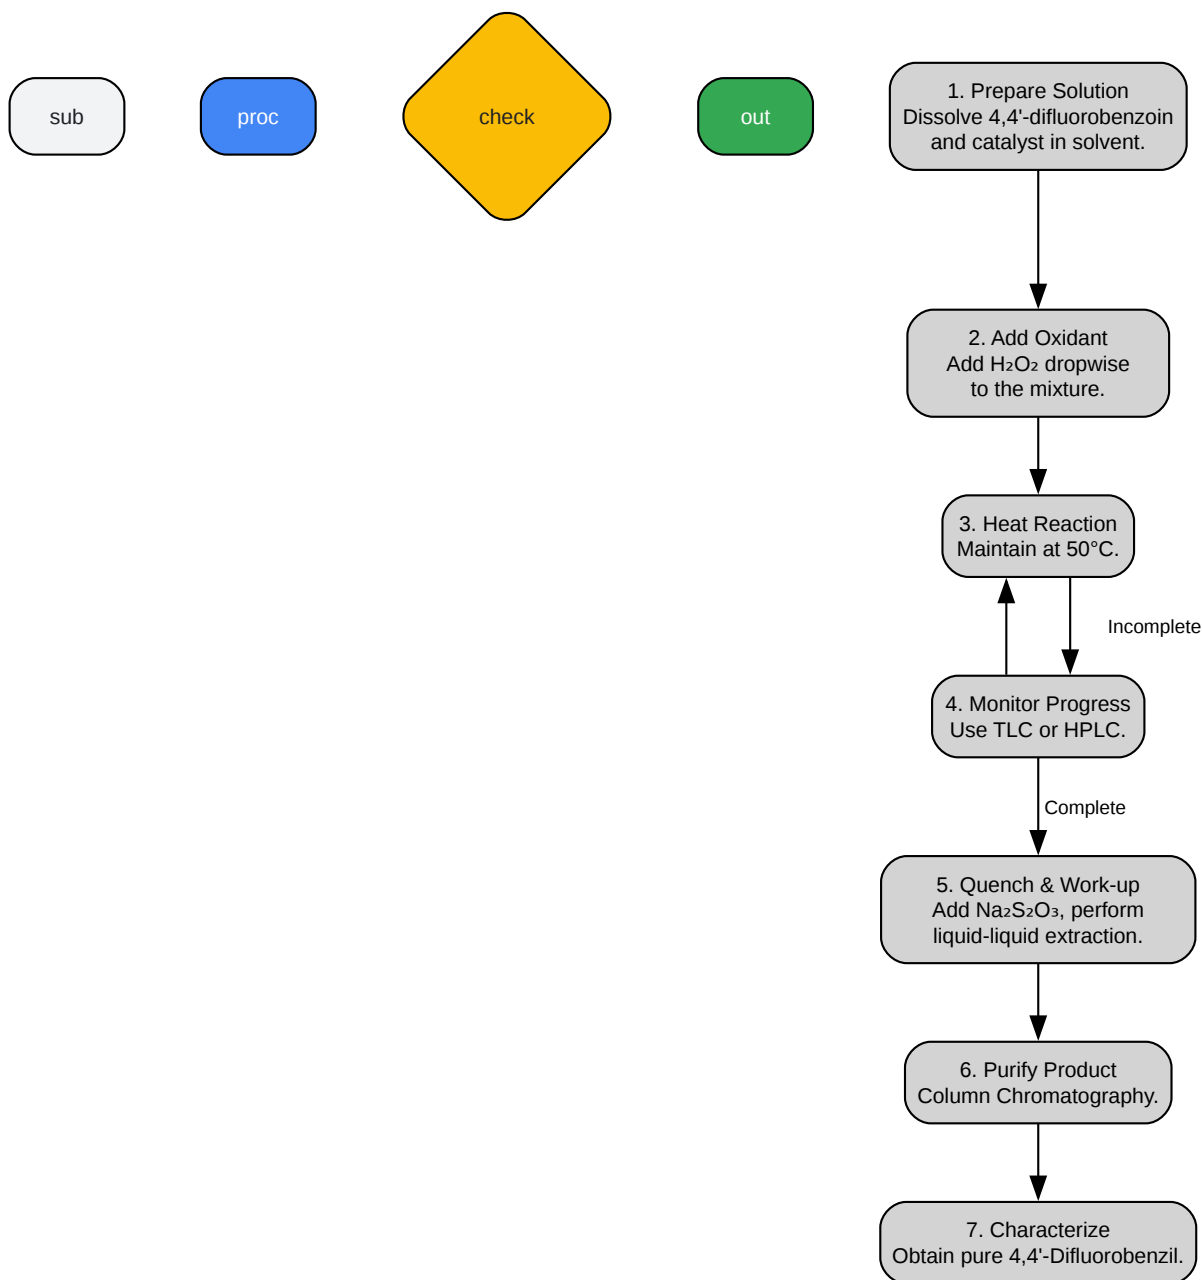 sub
proc
check
out
1. Prepare Solution
Dissolve 4,4'-difluorobenzoin
and catalyst in solvent.
2. Add Oxidant
Add H₂O₂ dropwise
to the mixture.
3. Heat Reaction
Maintain at 50°C.
Incomplete
4. Monitor Progress
Use TLC or HPLC.
Complete
5. Quench & Work-up
Add Na₂S₂O₃, perform
liquid-liquid extraction.
6. Purify Product
Column Chromatography.
7. Characterize
Obtain pure 4,4'-Difluorobenzil.